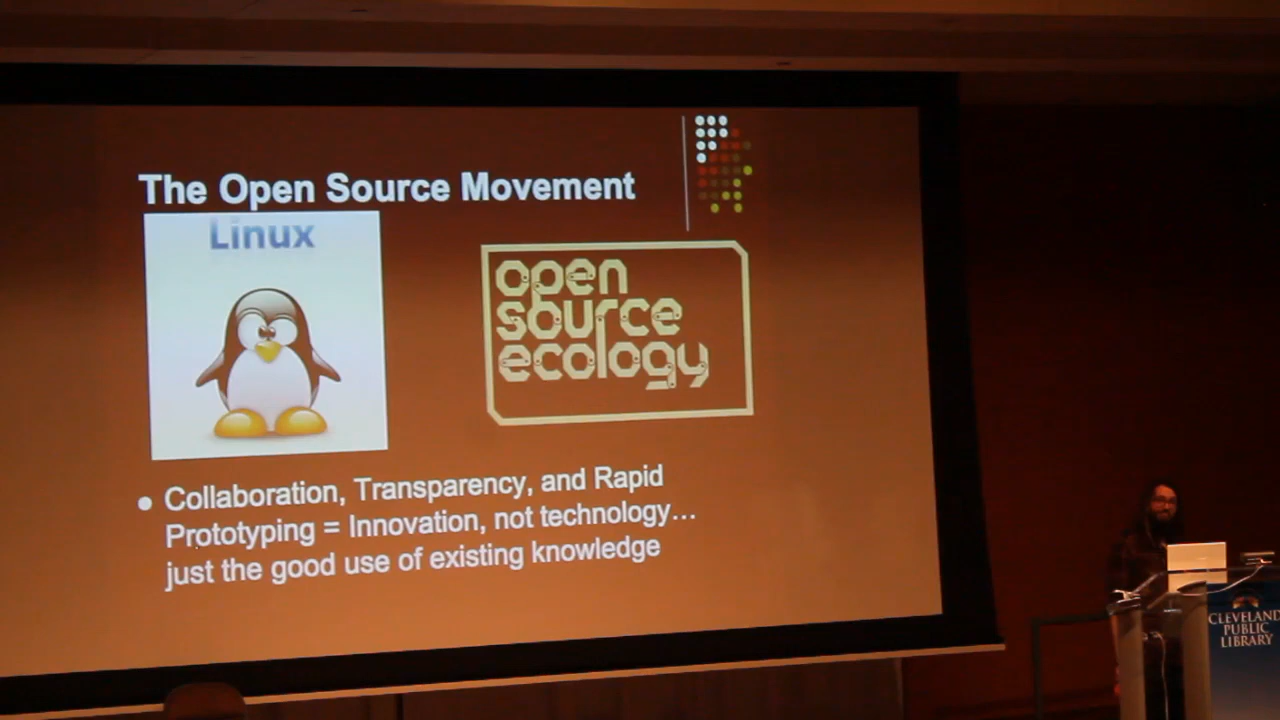 The Open Source Movement
Linux
open
source
ecology
Collaboration, Transparency, and Rapid
Prototyping = Innovation, not technology...
just the good use of existing knowledge
CLEVELAND
PUBLIC
LIBRARY